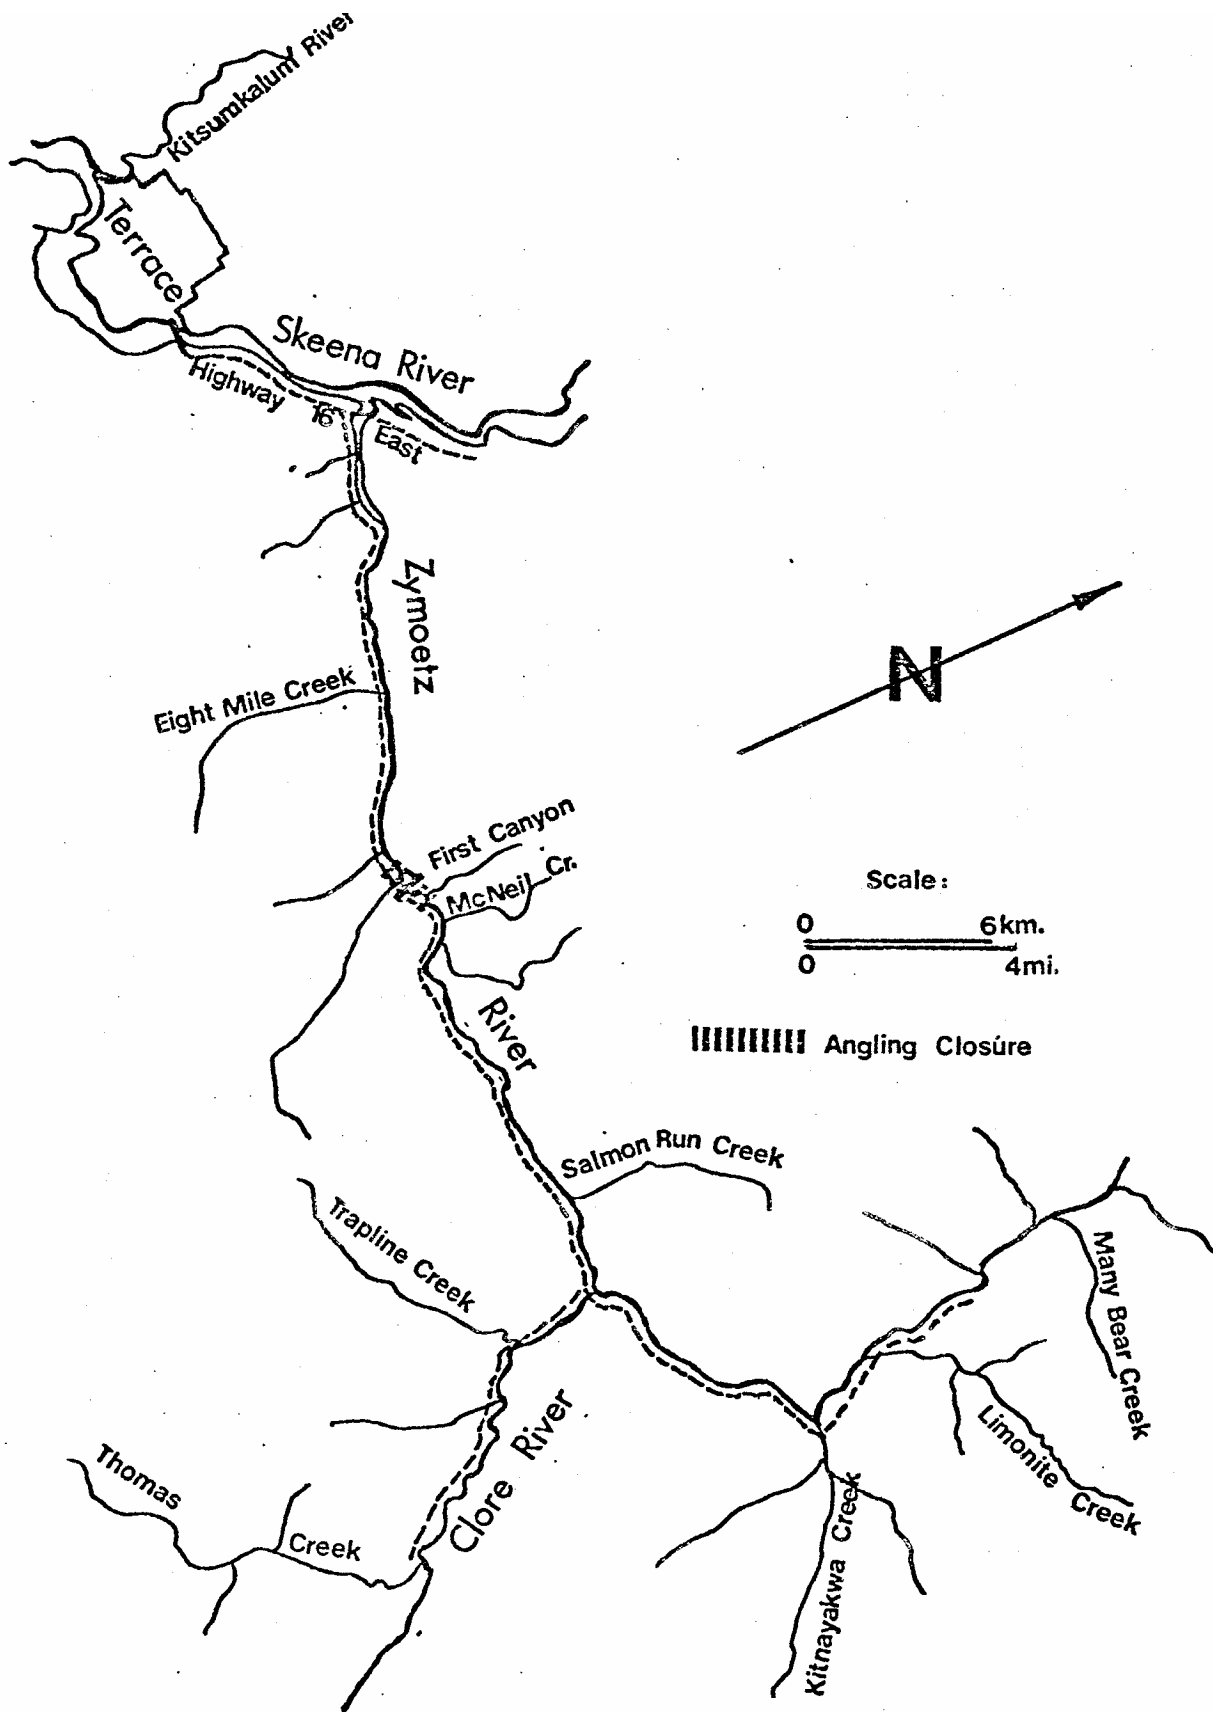 Kitsumkalum River
Terrace
Skeena River
Highway
16
East
Zymoetz
Eight Mile Creek
N
First Canyon
McNeil Cr.
Scale:
0 6km.
0 4mi.
River
Angling Closure
Salmon Run Creek
Trapline Creek
Many Bear Creek
Clore River
Limonite Creek
Thomas
Creek
Kitnayakwa Creek